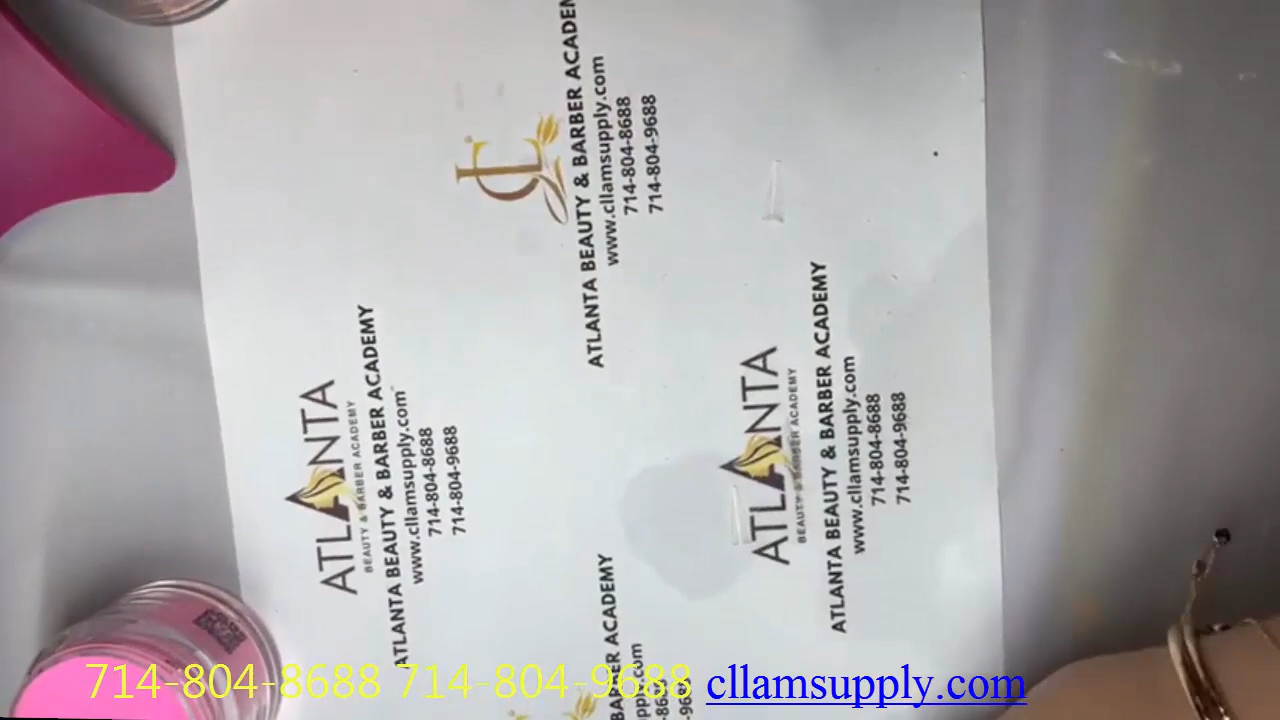 CL
ATLANTA BEAUTY & BARBER ACADEM
www.cllamsupply.com
714-804-8688
714-804-9688
ATLANTA
BEAUTY & BARBER ACADEMY
ATLANTA BEAUTY & BARBER ACADEMY
www.cllamsupply.com
714-804-8688
714-804-9688
ATLANTA
BEAUTY & BARBER ACADEMY
ATLANTA BEAUTY & BARBER ACADEMY
www.cllamsupply.com
714-804-8688
714-804-9688
BARBER ACADEMY
714-804-8688 714-804-9688 cllamsupply.com